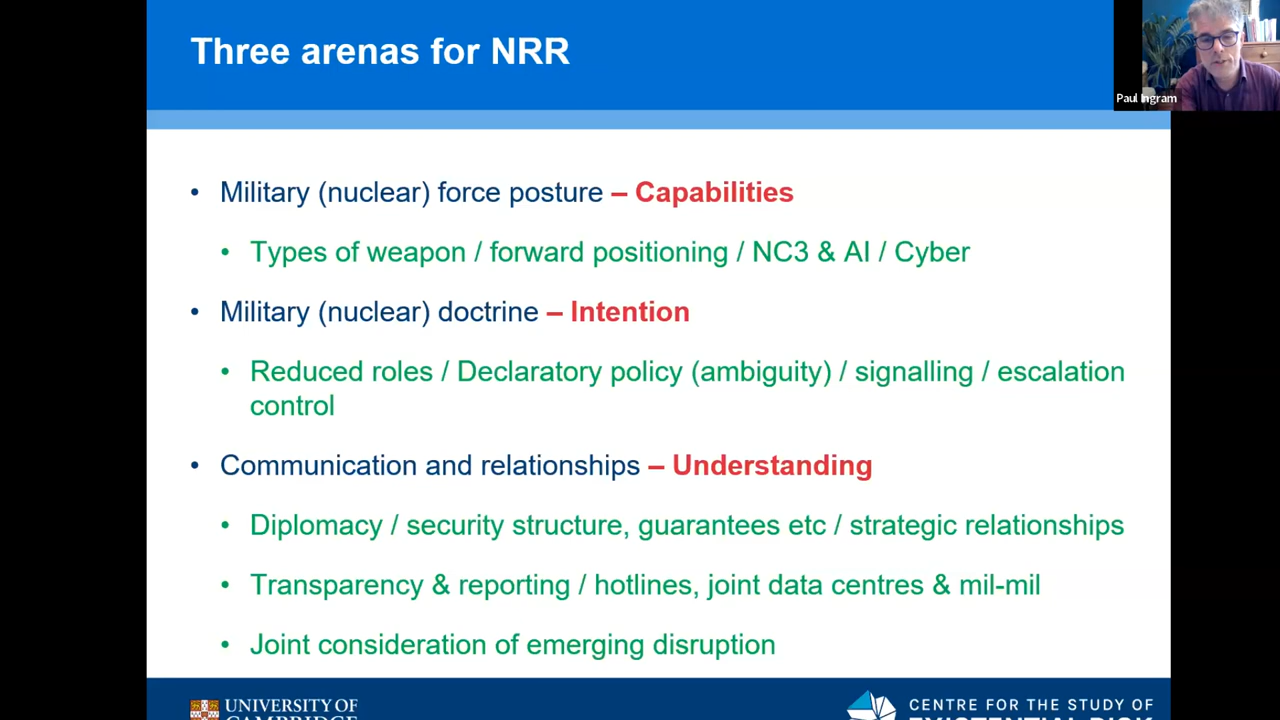 Three arenas for NRR
Paul Ingram
• Military (nuclear) force posture – Capabilities
• Types of weapon / forward positioning / NC3 & AI / Cyber
• Military (nuclear) doctrine – Intention
• Reduced roles / Declaratory policy (ambiguity) / signalling / escalation
control
• Communication and relationships – Understanding
• Diplomacy / security structure, guarantees etc / strategic relationships
• Transparency & reporting / hotlines, joint data centres & mil-mil
• Joint consideration of emerging disruption
UNIVERSITY OF
CAMBRIDGE
CENTRE FOR THE STUDY OF
EXISTENTIAL RISK